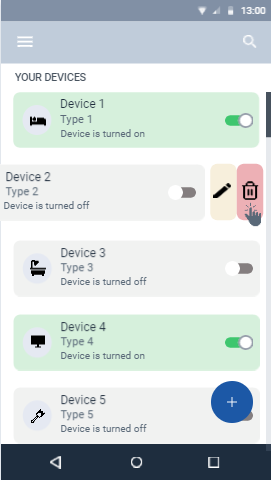 13:00
YOUR DEVICES
Device 1
Type 1
Device is turned on
Device 2
Type 2
Device is turned off
Device 3
Type 3
Device is turned off
Device 4
Type 4
Device is turned on
Device 5
Type 5
Device is turned off